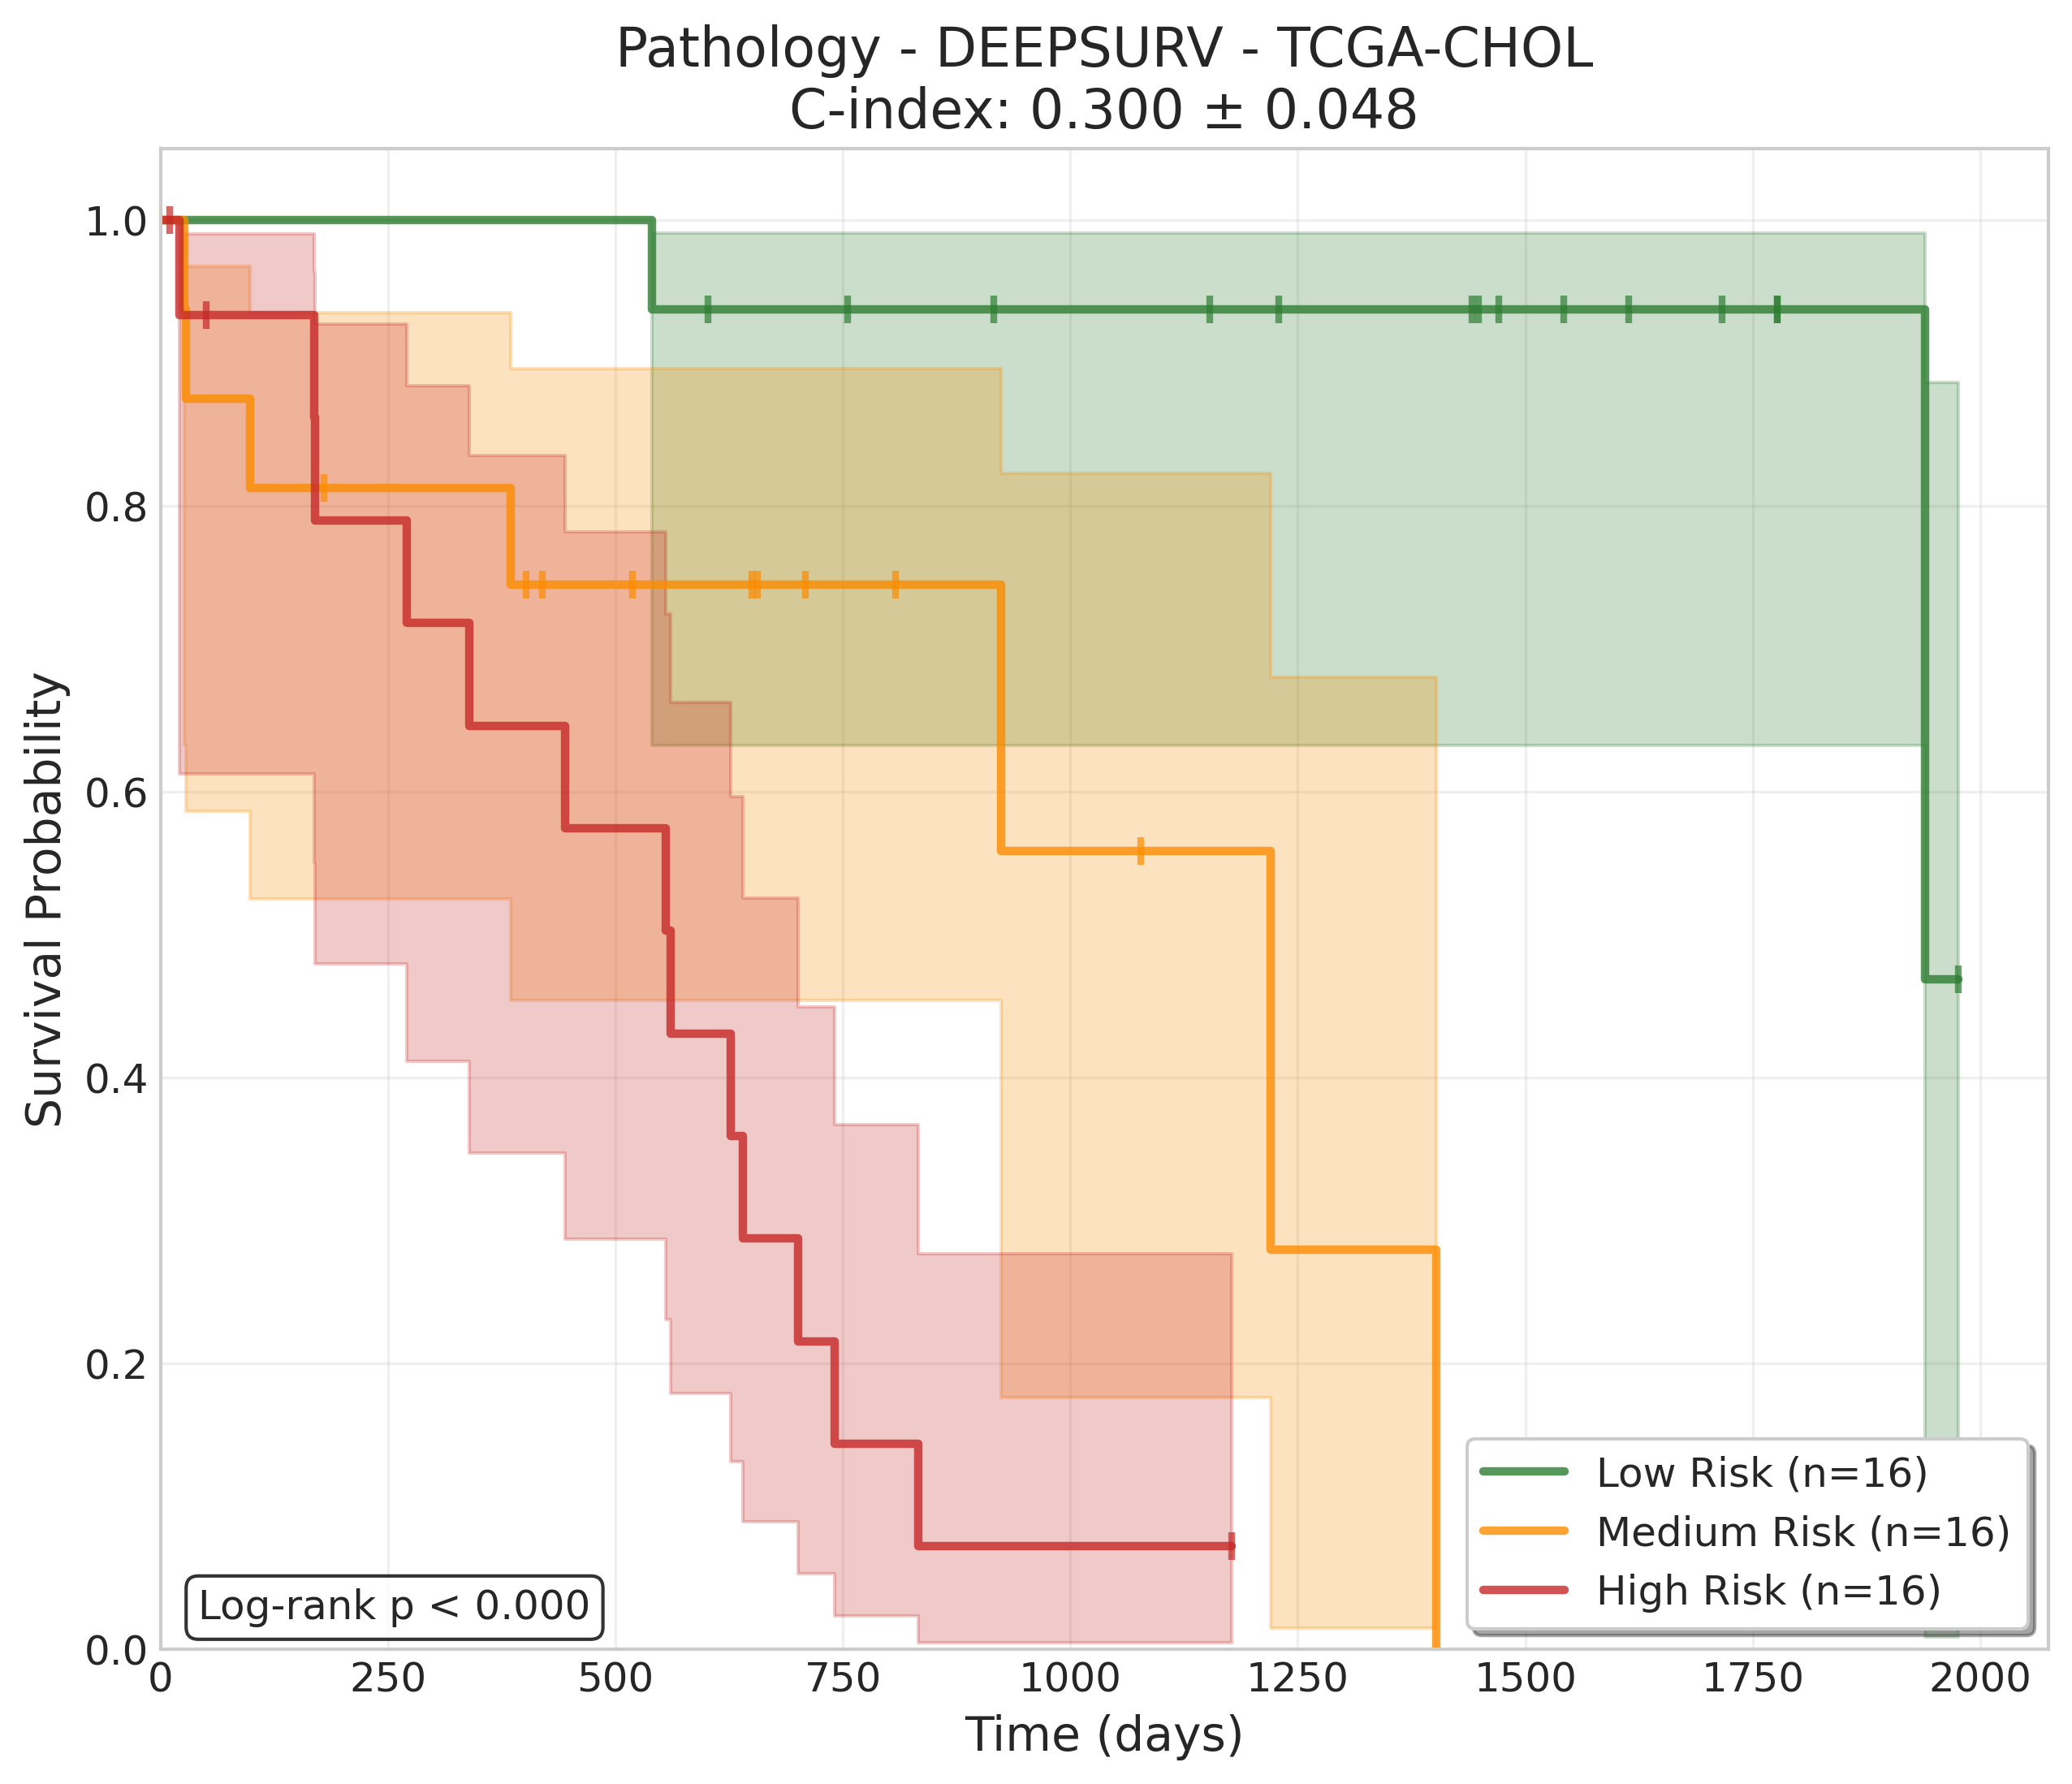 Pathology - DEEPSURV - TCGA-CHOL
C-index: 0.300 ± 0.048
Survival Probability
1.0
0.8
0.6
0.4
0.2
0.0
Log-rank p < 0.000
Low Risk (n=16)
Medium Risk (n=16)
High Risk (n=16)
0 250 500 750 1000 1250 1500 1750 2000
Time (days)